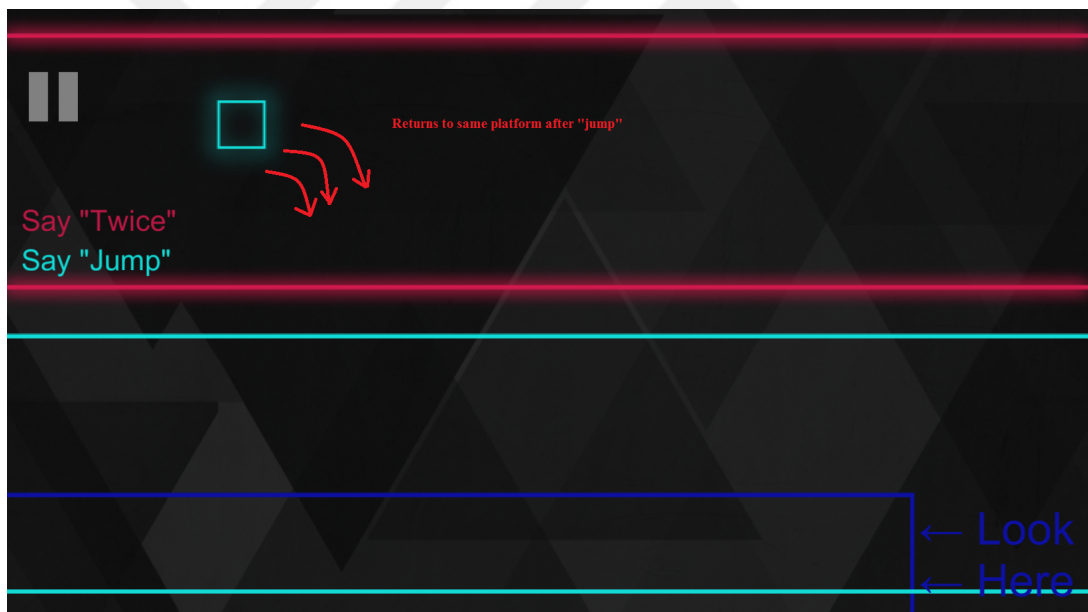 Returns to same platform after "jump"
Say "Twice"
Say "Jump"
← Look
← Here